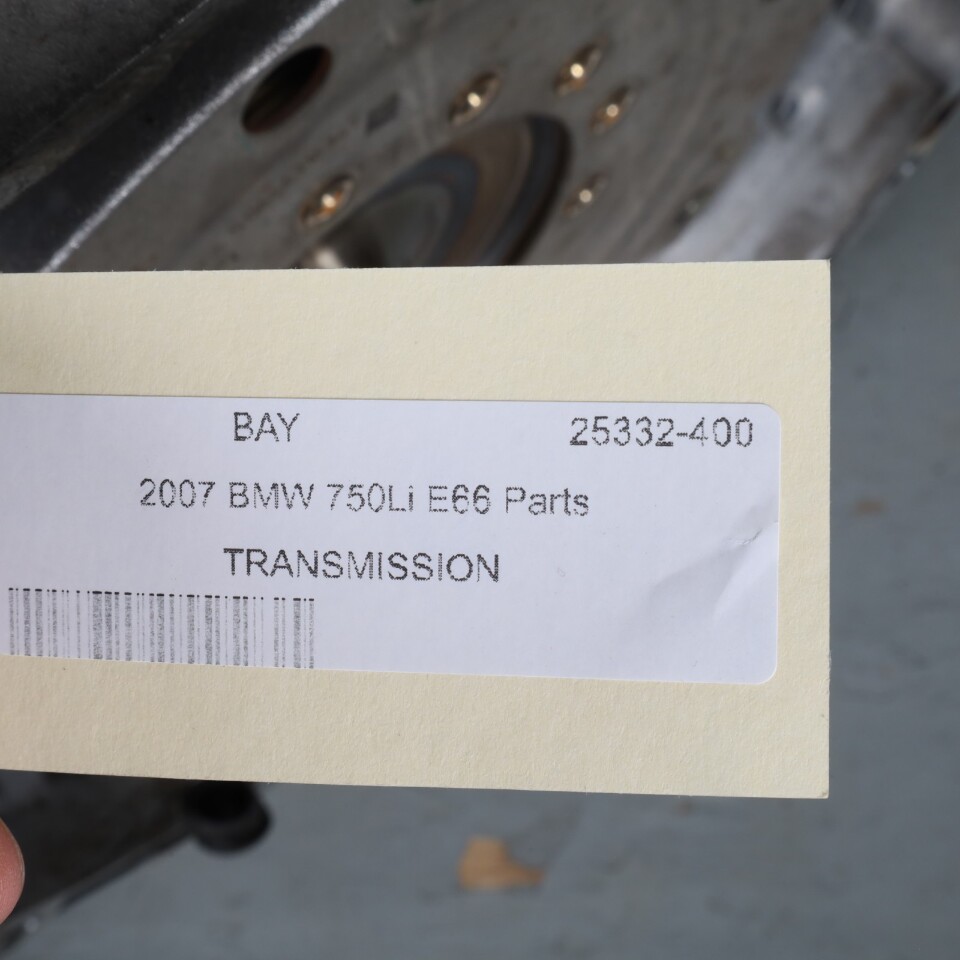 BAY 25332-400
2007 BMW 750Li E66 Parts
TRANSMISSION